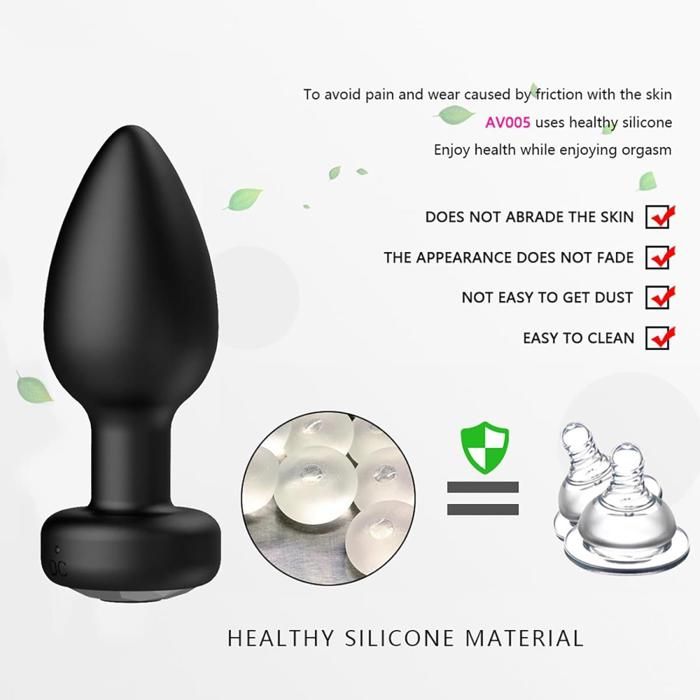 To avoid pain and wear caused by friction with the skin
AV005 uses healthy silicone
Enjoy health while enjoying orgasm
DOES NOT ABRADE THE SKIN
THE APPEARANCE DOES NOT FADE
NOT EASY TO GET DUST
EASY TO CLEAN
DC
HEALTHY SILICONE MATERIAL